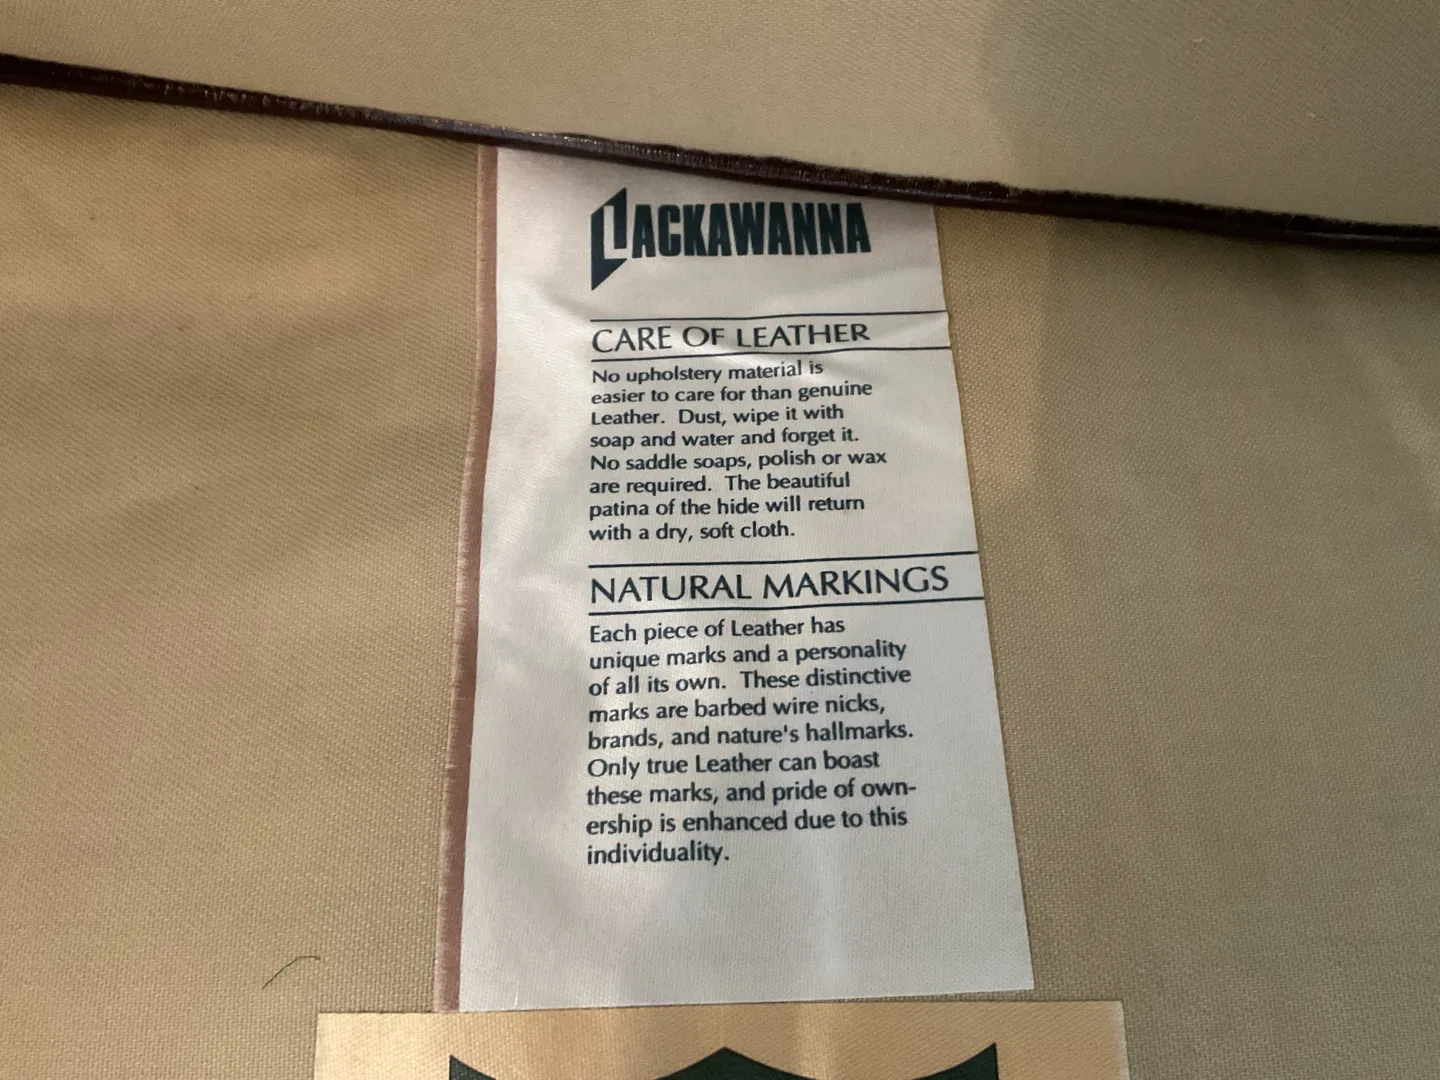 LACKAWANNA
CARE OF LEATHER
No upholstery material is
easier to care for than genuine
Leather. Dust, wipe it with
soap and water and forget it.
No saddle soaps, polish or wax
are required. The beautiful
patina of the hide will return
with a dry, soft cloth.
NATURAL MARKINGS
Each piece of Leather has
unique marks and a personality
of all its own. These distinctive
marks are barbed wire nicks,
brands, and nature's hallmarks.
Only true Leather can boast
these marks, and pride of own-
ership is enhanced due to this
individuality.